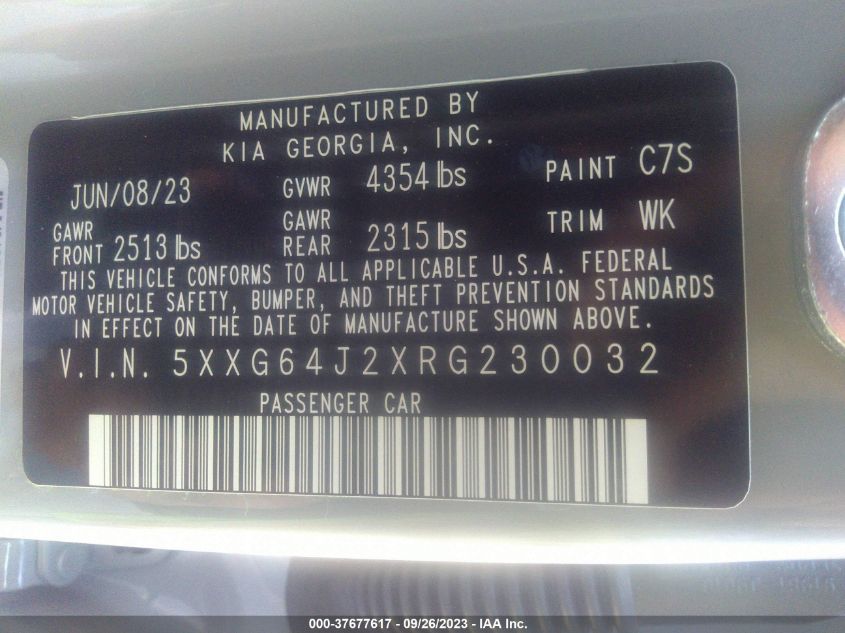 MANUFACTURED BY
KIA GEORGIA, INC.
JUN/08/23 GVWR 4354 lbs PAINT C7S
GAWR FRONT 2513 lbs GAWR REAR 2315 lbs TRIM WK
THIS VEHICLE CONFORMS TO ALL APPLICABLE U.S.A. FEDERAL
MOTOR VEHICLE SAFETY, BUMPER, AND THEFT PREVENTION STANDARDS
IN EFFECT ON THE DATE OF MANUFACTURE SHOWN ABOVE.
V.I.N. 5XXG64J2XRG230032
PASSENGER CAR
000-37677617 - 09/26/2023 - IAA Inc.